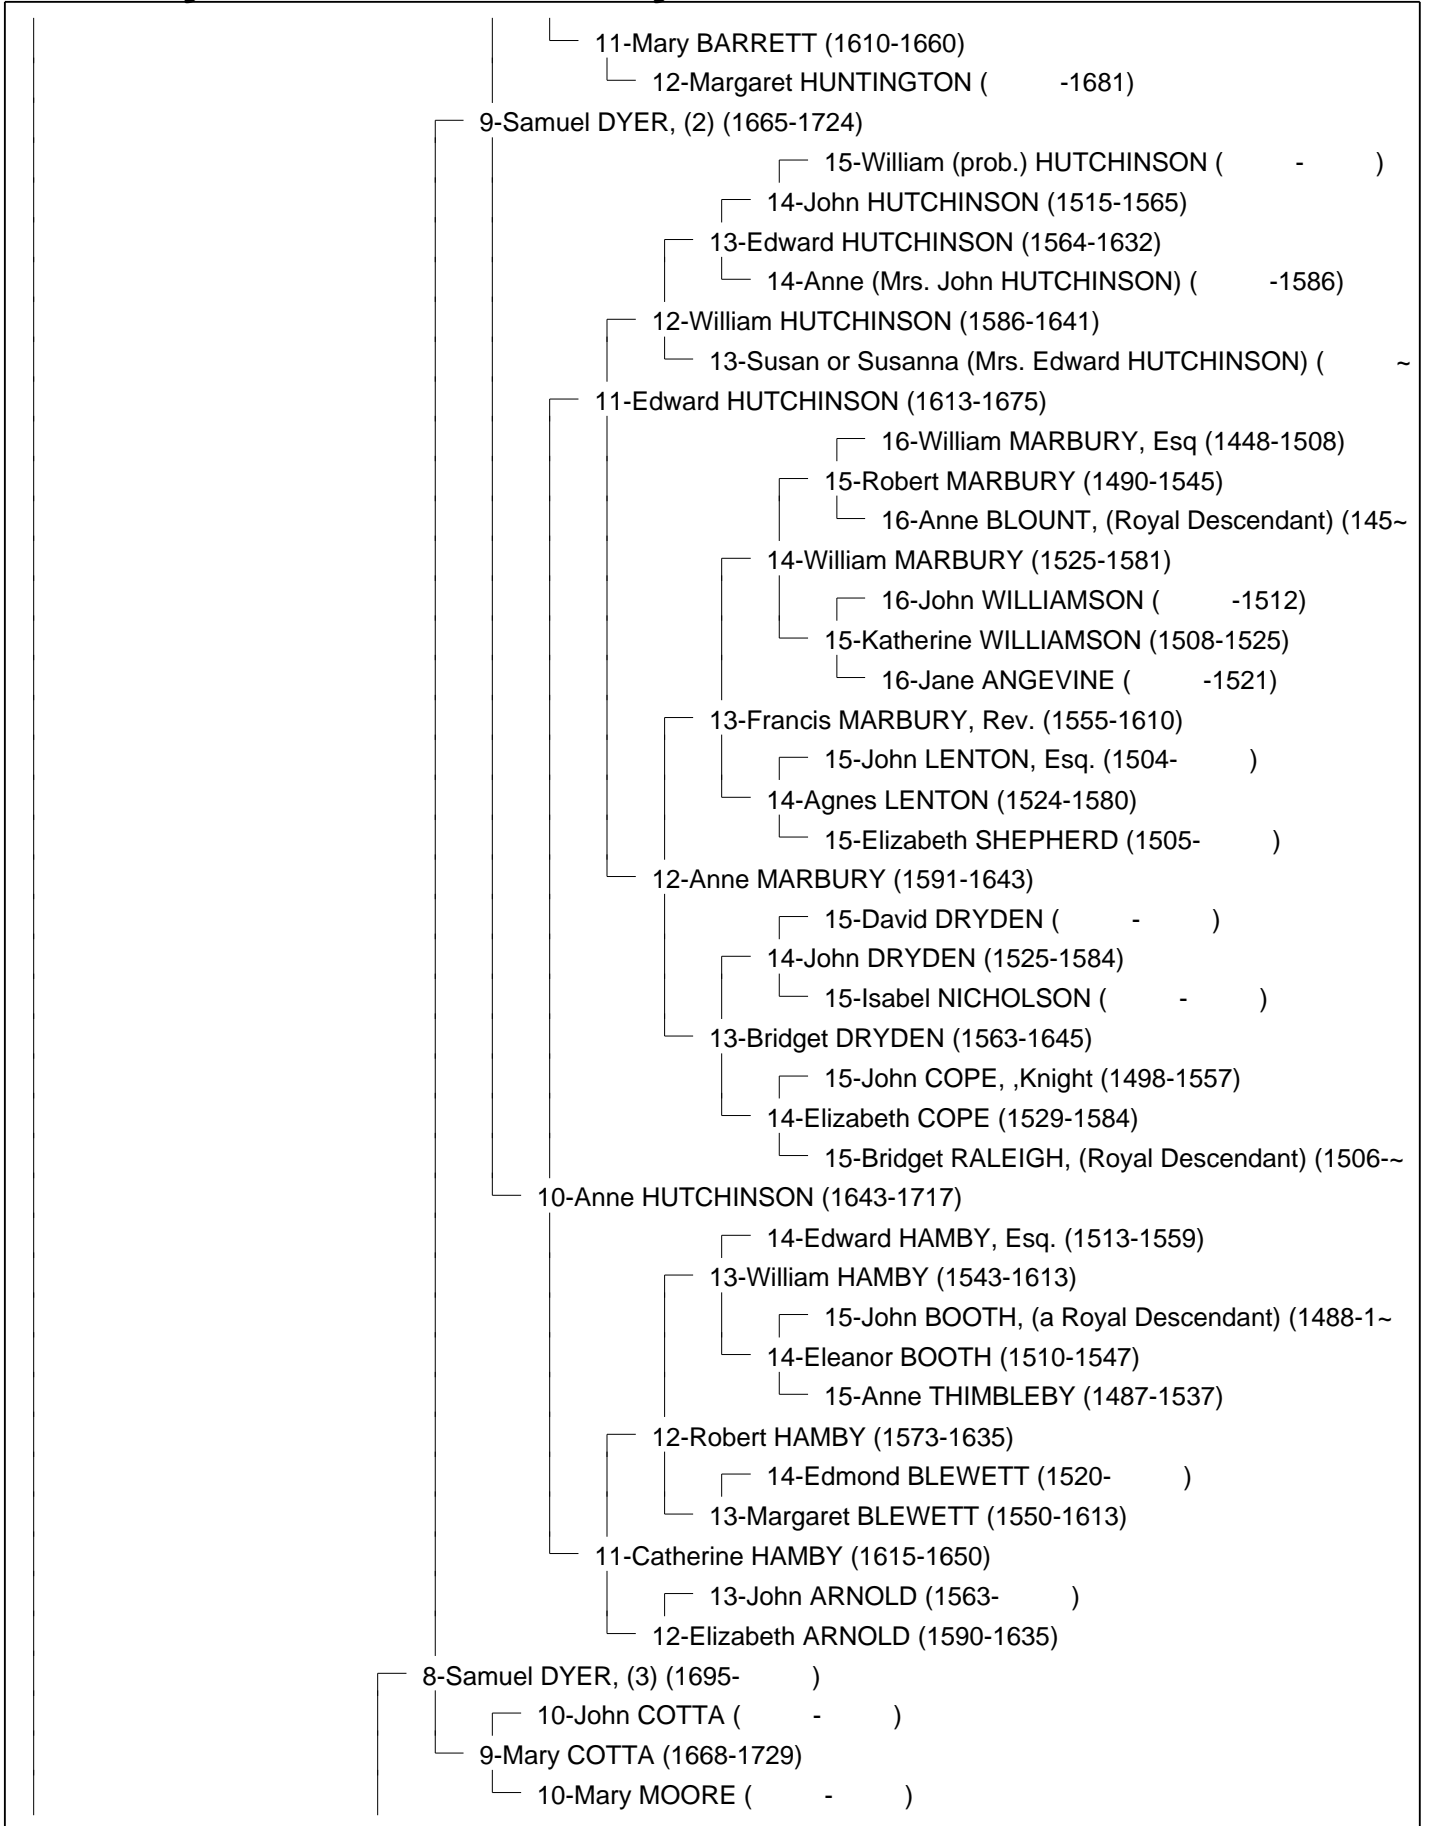 11-Mary BARRETT (1610-1660)
12-Margaret HUNTINGTON ( -1681)
9-Samuel DYER, (2) (1665-1724)
15-William (prob.) HUTCHINSON ( - )
14-John HUTCHINSON (1515-1565)
13-Edward HUTCHINSON (1564-1632)
14-Anne (Mrs. John HUTCHINSON) ( -1586)
12-William HUTCHINSON (1586-1641)
13-Susan or Susanna (Mrs. Edward HUTCHINSON) ( ~
11-Edward HUTCHINSON (1613-1675)
16-William MARBURY, Esq (1448-1508)
15-Robert MARBURY (1490-1545)
16-Anne BLOUNT, (Royal Descendant) (145~
14-William MARBURY (1525-1581)
16-John WILLIAMSON ( -1512)
15-Katherine WILLIAMSON (1508-1525)
16-Jane ANGEVINE ( -1521)
13-Francis MARBURY, Rev. (1555-1610)
15-John LENTON, Esq. (1504- )
14-Agnes LENTON (1524-1580)
15-Elizabeth SHEPHERD (1505- )
12-Anne MARBURY (1591-1643)
15-David DRYDEN ( - )
14-John DRYDEN (1525-1584)
15-Isabel NICHOLSON ( - )
13-Bridget DRYDEN (1563-1645)
15-John COPE, ,Knight (1498-1557)
14-Elizabeth COPE (1529-1584)
15-Bridget RALEIGH, (Royal Descendant) (1506-~
10-Anne HUTCHINSON (1643-1717)
14-Edward HAMBY, Esq. (1513-1559)
13-William HAMBY (1543-1613)
15-John BOOTH, (a Royal Descendant) (1488-1~
14-Eleanor BOOTH (1510-1547)
15-Anne THIMBLEBY (1487-1537)
12-Robert HAMBY (1573-1635)
14-Edmond BLEWETT (1520- )
13-Margaret BLEWETT (1550-1613)
11-Catherine HAMBY (1615-1650)
13-John ARNOLD (1563- )
12-Elizabeth ARNOLD (1590-1635)
8-Samuel DYER, (3) (1695- )
10-John COTTA ( - )
9-Mary COTTA (1668-1729)
10-Mary MOORE ( - )